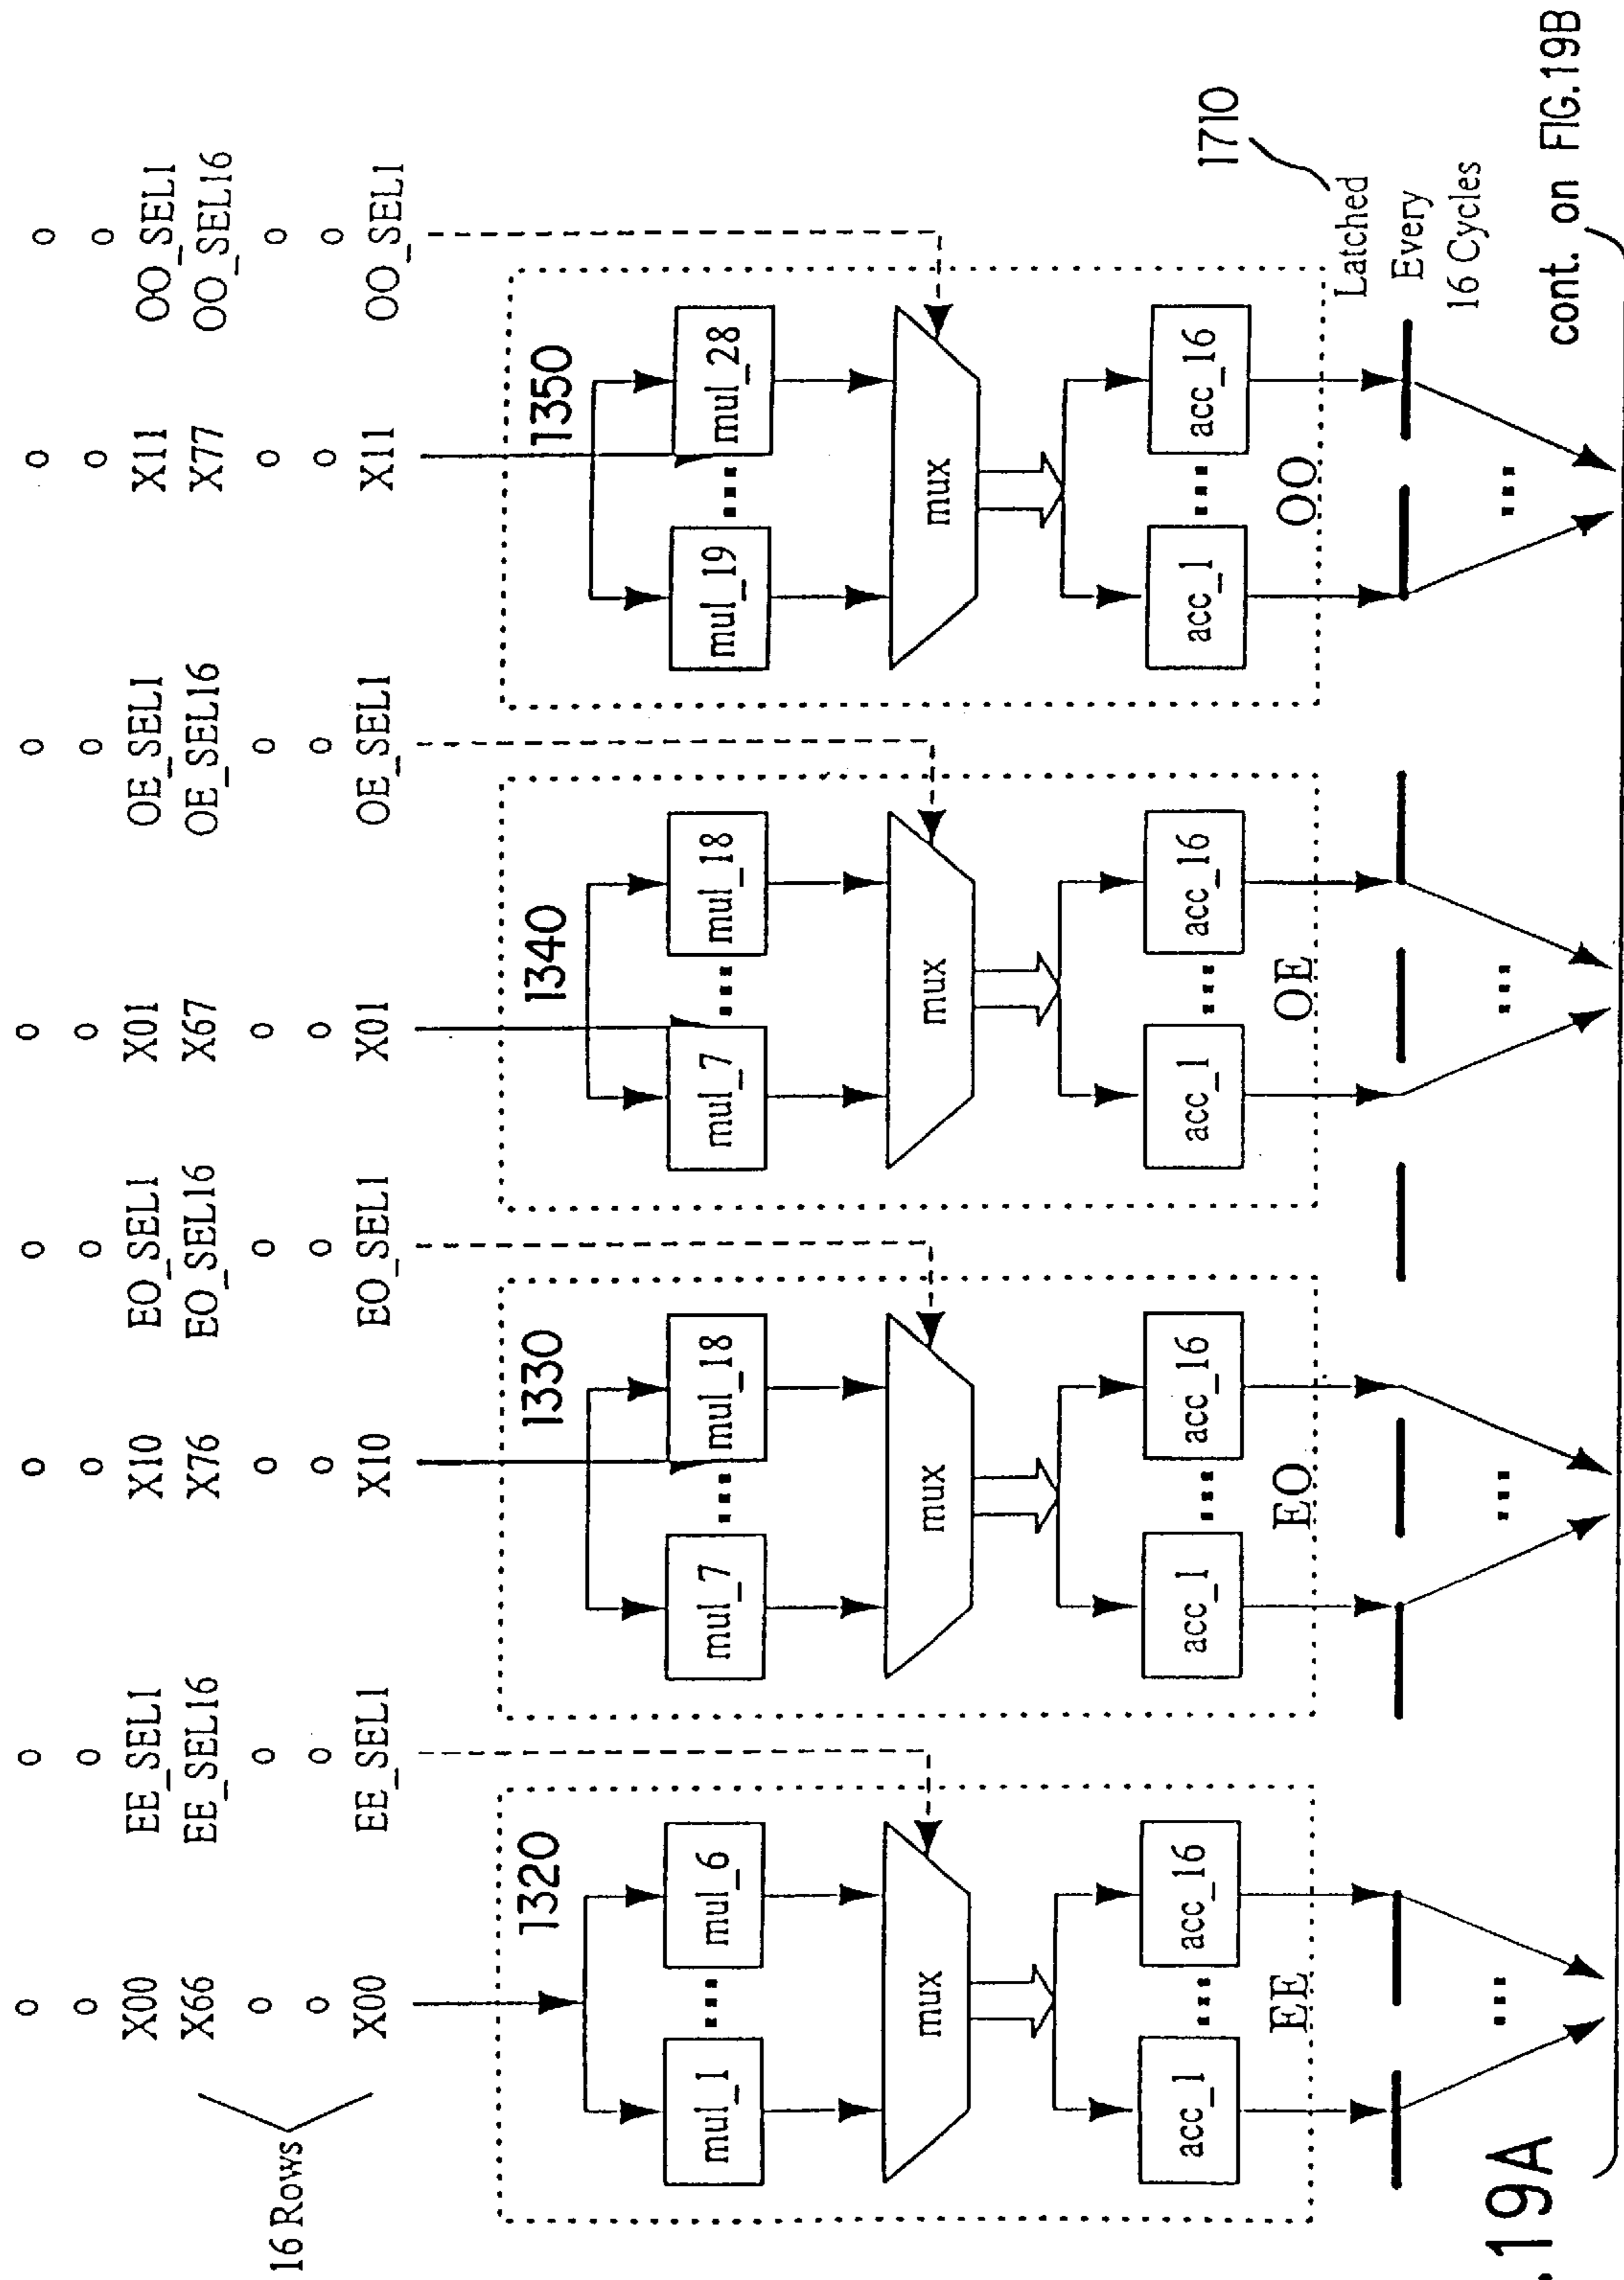 o o o o o o o o
o o o o o o o o
X00 EE_SEL1 X10 EO_SEL1 X01 OE_SEL1 X11 OO_SEL1
X66 EE_SEL16 X76 EO_SEL16 X67 OE_SEL16 X77 OO_SEL16
16 Rows
o o o o o o o o
o o o o o o o o
X00 EE_SEL1 X10 EO_SEL1 X01 OE_SEL1 X11 OO_SEL1
1320 1330 1340 1350
mul_1 ... mul_6 mul_7 ... mul_18 mul_7 ... mul_18 mul_19 ... mul_28
mux mux mux mux
acc_1 ... acc_16 acc_1 ... acc_16 acc_1 ... acc_16 acc_1 ... acc_16
EE EO OE OO
1710
Latched
Every
16 Cycles
... ... ... ...
. 19A
cont. on FIG.19B